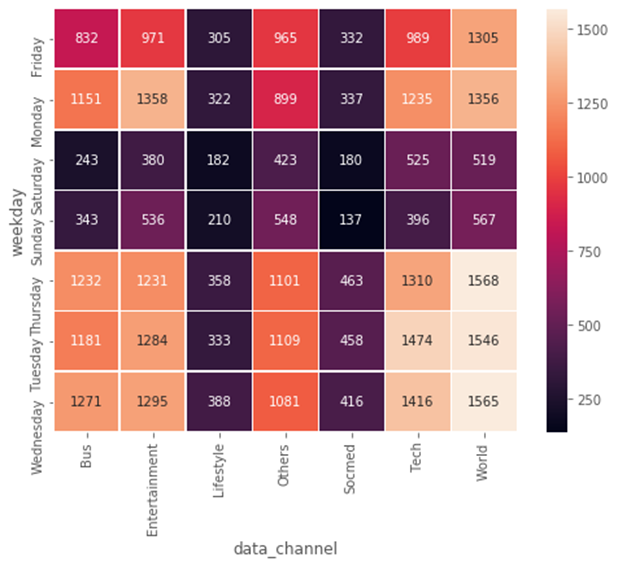 weekday
Friday 832 971 305 965 332 989 1305
Monday 1151 1358 322 899 337 1235 1356
Saturday 243 380 182 423 180 525 519
Sunday 343 536 210 548 137 396 567
Thursday 1232 1231 358 1101 463 1310 1568
Tuesday 1181 1284 333 1109 458 1474 1546
Wednesday 1271 1295 388 1081 416 1416 1565
Bus Entertainment Lifestyle Others Socmed Tech World
data_channel
1500
1250
1000
750
500
250